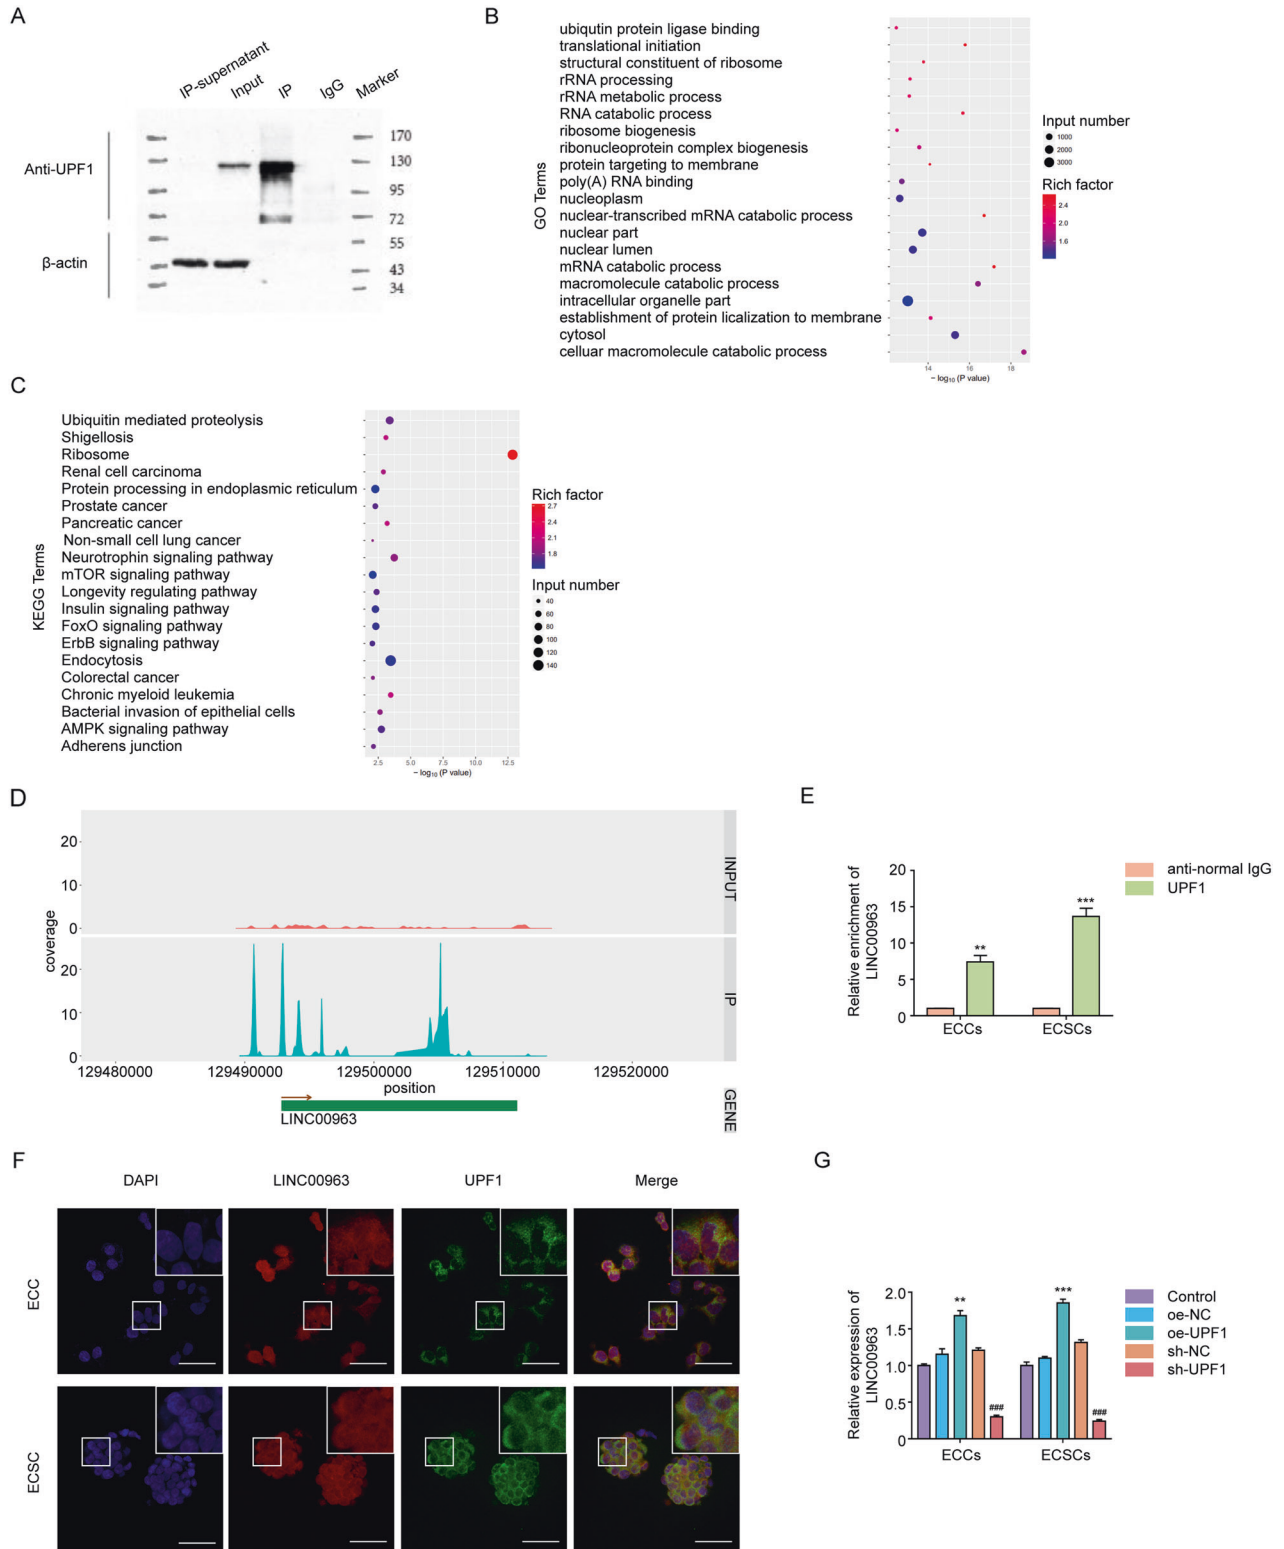 A
IP-supernatant
Input
IP
IgG
Marker
Anti-UPF1
β-actin
170
130
95
72
55
43
34
B
GO Terms
ubiqutin protein ligase binding
translational initiation
structural constituent of ribosome
rRNA processing
rRNA metabolic process
RNA catabolic process
ribosome biogenesis
ribonucleoprotein complex biogenesis
protein targeting to membrane
poly(A) RNA binding
nucleoplasm
nuclear-transcribed mRNA catabolic process
nuclear part
nuclear lumen
mRNA catabolic process
macromolecule catabolic process
intracellular organelle part
establishment of protein licalization to membrane
cytosol
celluar macromolecule catabolic process
14 16 18
− log₁₀ (P value)
Input number
1000
2000
3000
Rich factor
2.4
2.0
1.6
C
KEGG Terms
Ubiquitin mediated proteolysis
Shigellosis
Ribosome
Renal cell carcinoma
Protein processing in endoplasmic reticulum
Prostate cancer
Pancreatic cancer
Non-small cell lung cancer
Neurotrophin signaling pathway
mTOR signaling pathway
Longevity regulating pathway
Insulin signaling pathway
FoxO signaling pathway
ErbB signaling pathway
Endocytosis
Colorectal cancer
Chronic myeloid leukemia
Bacterial invasion of epithelial cells
AMPK signaling pathway
Adherens junction
2.5 5.0 7.5 10.0 12.5
− log₁₀ (P value)
Rich factor
2.7
2.4
2.1
1.8
Input number
40
60
80
100
120
140
D
coverage
20
10
0
INPUT
20
10
0
IP
129480000 129490000 129500000 129510000 129520000
position
LINC00963
GENE
E
Relative enrichment of
LINC00963
20
15
10
5
0
**
***
ECCs ECSCs
anti-normal IgG
UPF1
F
DAPI LINC00963 UPF1 Merge
ECC
ECSC
G
Relative expression of
LINC00963
2.0
1.5
1.0
0.5
0
**
###
***
###
ECCs ECSCs
Control
oe-NC
oe-UPF1
sh-NC
sh-UPF1